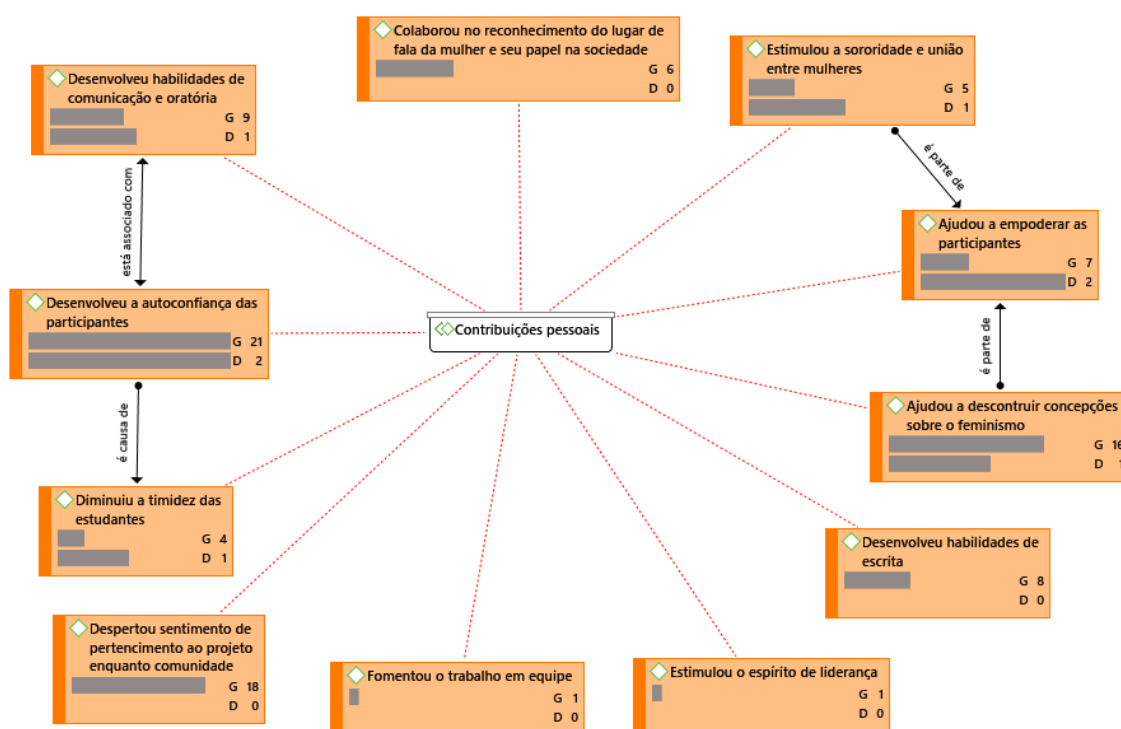 Colaborou no reconhecimento do lugar de
fala da mulher e seu papel na sociedade
G 6
D 0
Estimulou a sororidade e união
entre mulheres
G 5
D 1
Desenvolveu habilidades de
comunicação e oratória
G 9
D 1
é parte de
está associado com
Ajudou a empoderar as
participantes
G 7
D 2
Desenvolveu a autoconfiança das
participantes
G 21
D 2
Contribuições pessoais
é parte de
é causa de
Ajudou a descontruir concepções
sobre o feminismo
G 16
D 1
Diminuiu a timidez das
estudantes
G 4
D 1
Desenvolveu habilidades de
escrita
G 8
D 0
Despertou sentimento de
pertencimento ao projeto
enquanto comunidade
G 18
D 0
Fomentou o trabalho em equipe
G 1
D 0
Estimulou o espírito de liderança
G 1
D 0